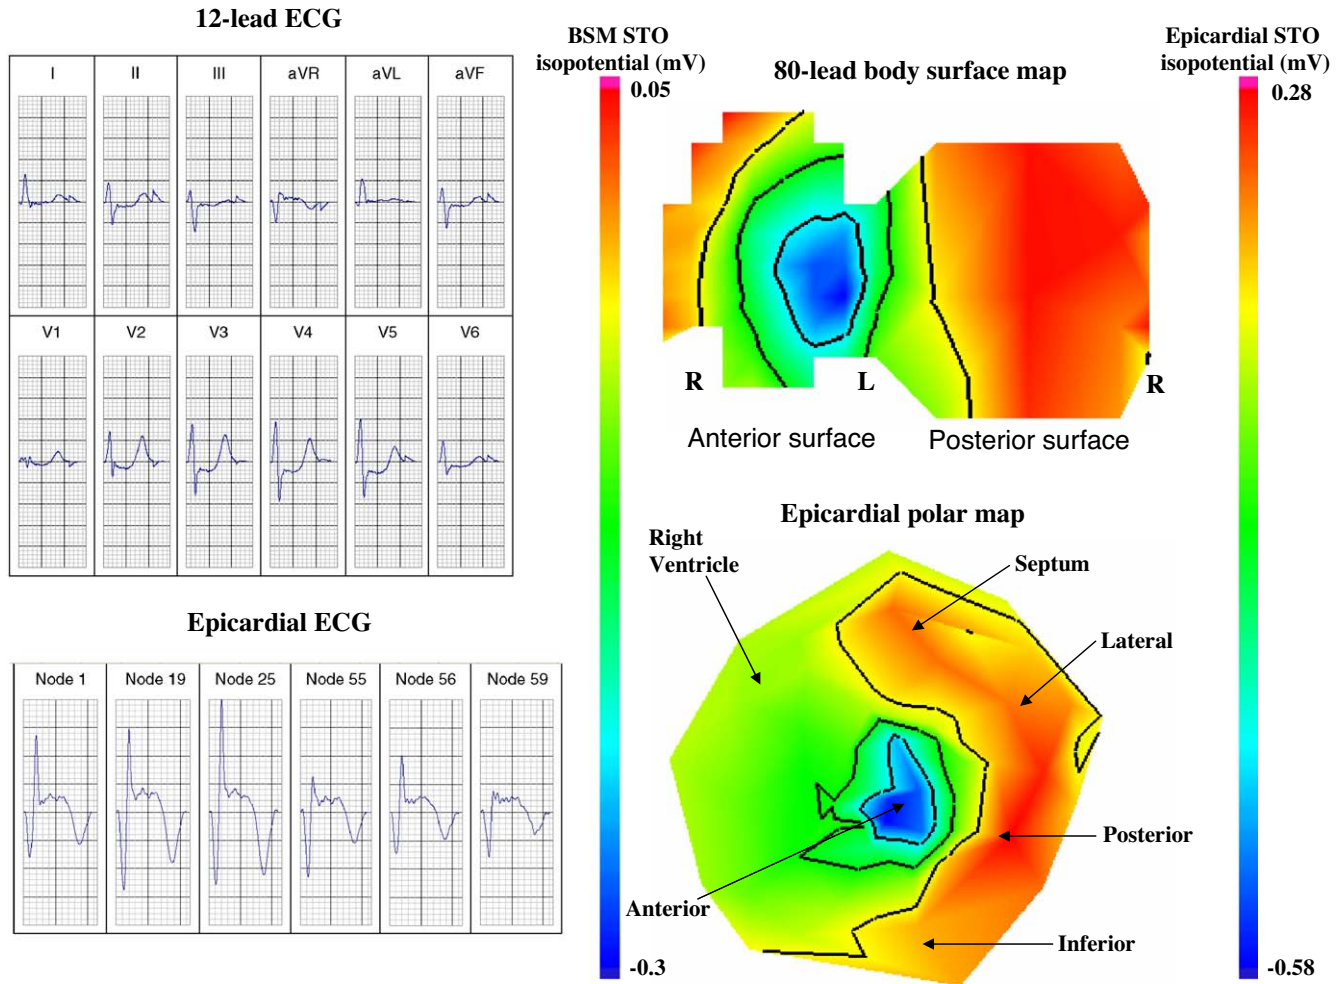 12-lead ECG
I II III aVR aVL aVF
V1 V2 V3 V4 V5 V6
Epicardial ECG
Node 1 Node 19 Node 25 Node 55 Node 56 Node 59
BSM STO
isopotential (mV)
0.05
-0.3
80-lead body surface map
R L R
Anterior surface Posterior surface
Epicardial STO
isopotential (mV)
0.28
-0.58
Epicardial polar map
Right
Ventricle
Septum
Lateral
Posterior
Anterior
Inferior